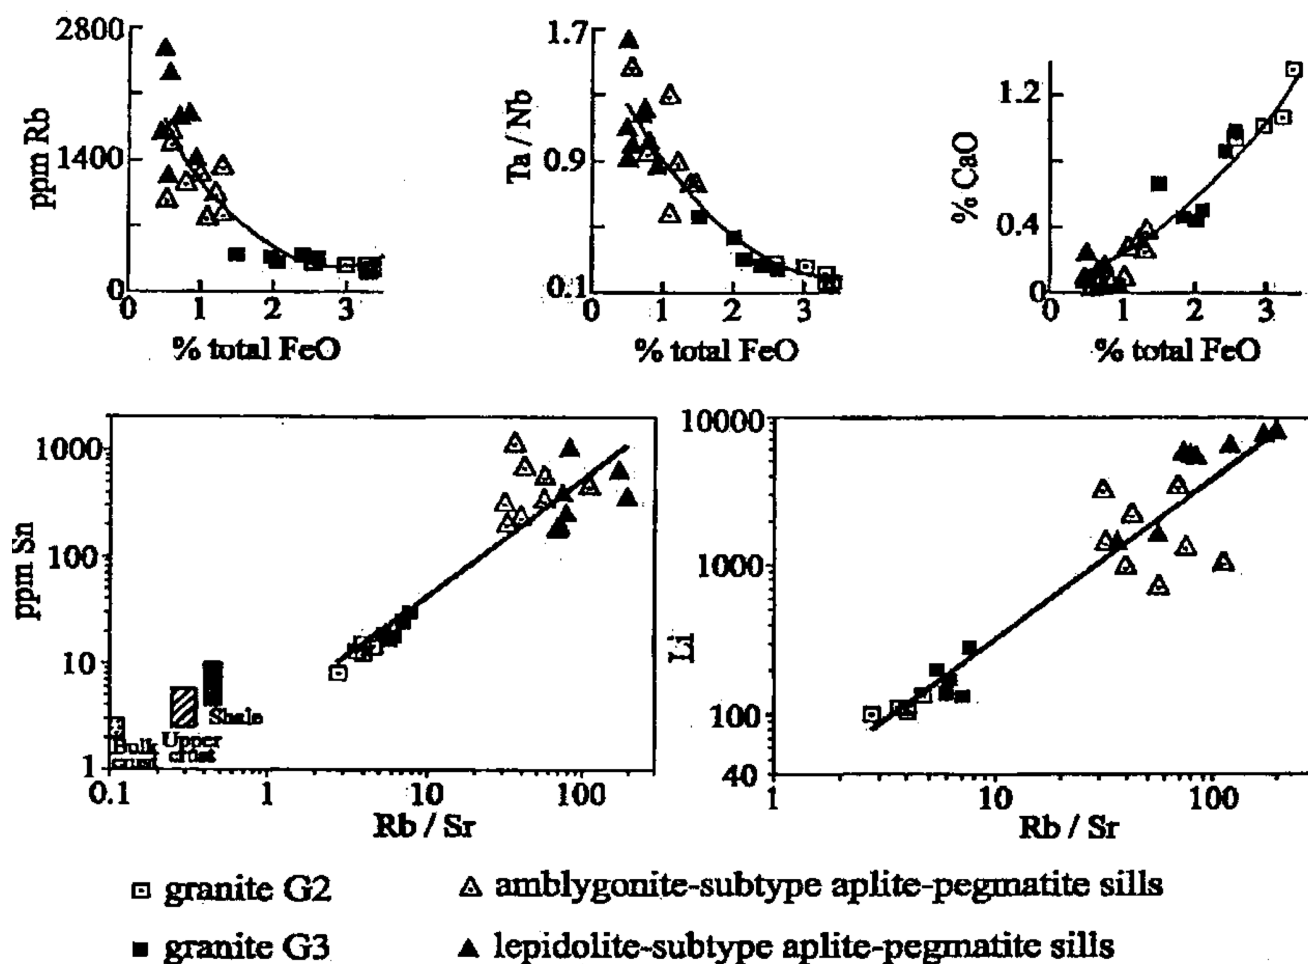 2800
1400
0
ppm Rb
0 1 2 3
% total FeO
1.7
0.9
0.1
Ta / Nb
0 1 2 3
% total FeO
1.2
0.4
0
% CaO
0 1 2 3
% total FeO
1000
100
10
1
ppm Sn
Shale
Upper
crust
Bulk
crust
0.1 1 10 100
Rb / Sr
10000
1000
100
40
Li
1 10 100
Rb / Sr
granite G2
amblygonite-subtype aplite-pegmatite sills
granite G3
lepidolite-subtype aplite-pegmatite sills